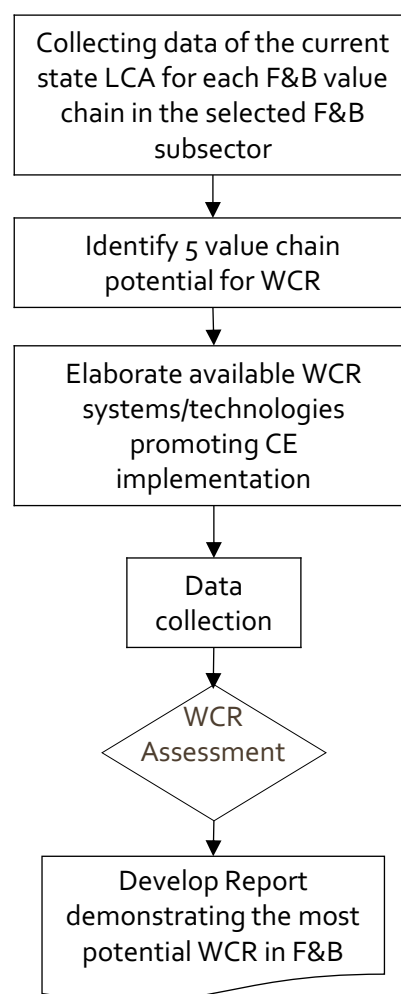 Collecting data of the current
state LCA for each F&B value
chain in the selected F&B
subsector
Identify 5 value chain
potential for WCR
Elaborate available WCR
systems/technologies
promoting CE
implementation
Data
collection
WCR
Assessment
Develop Report
demonstrating the most
potential WCR in F&B